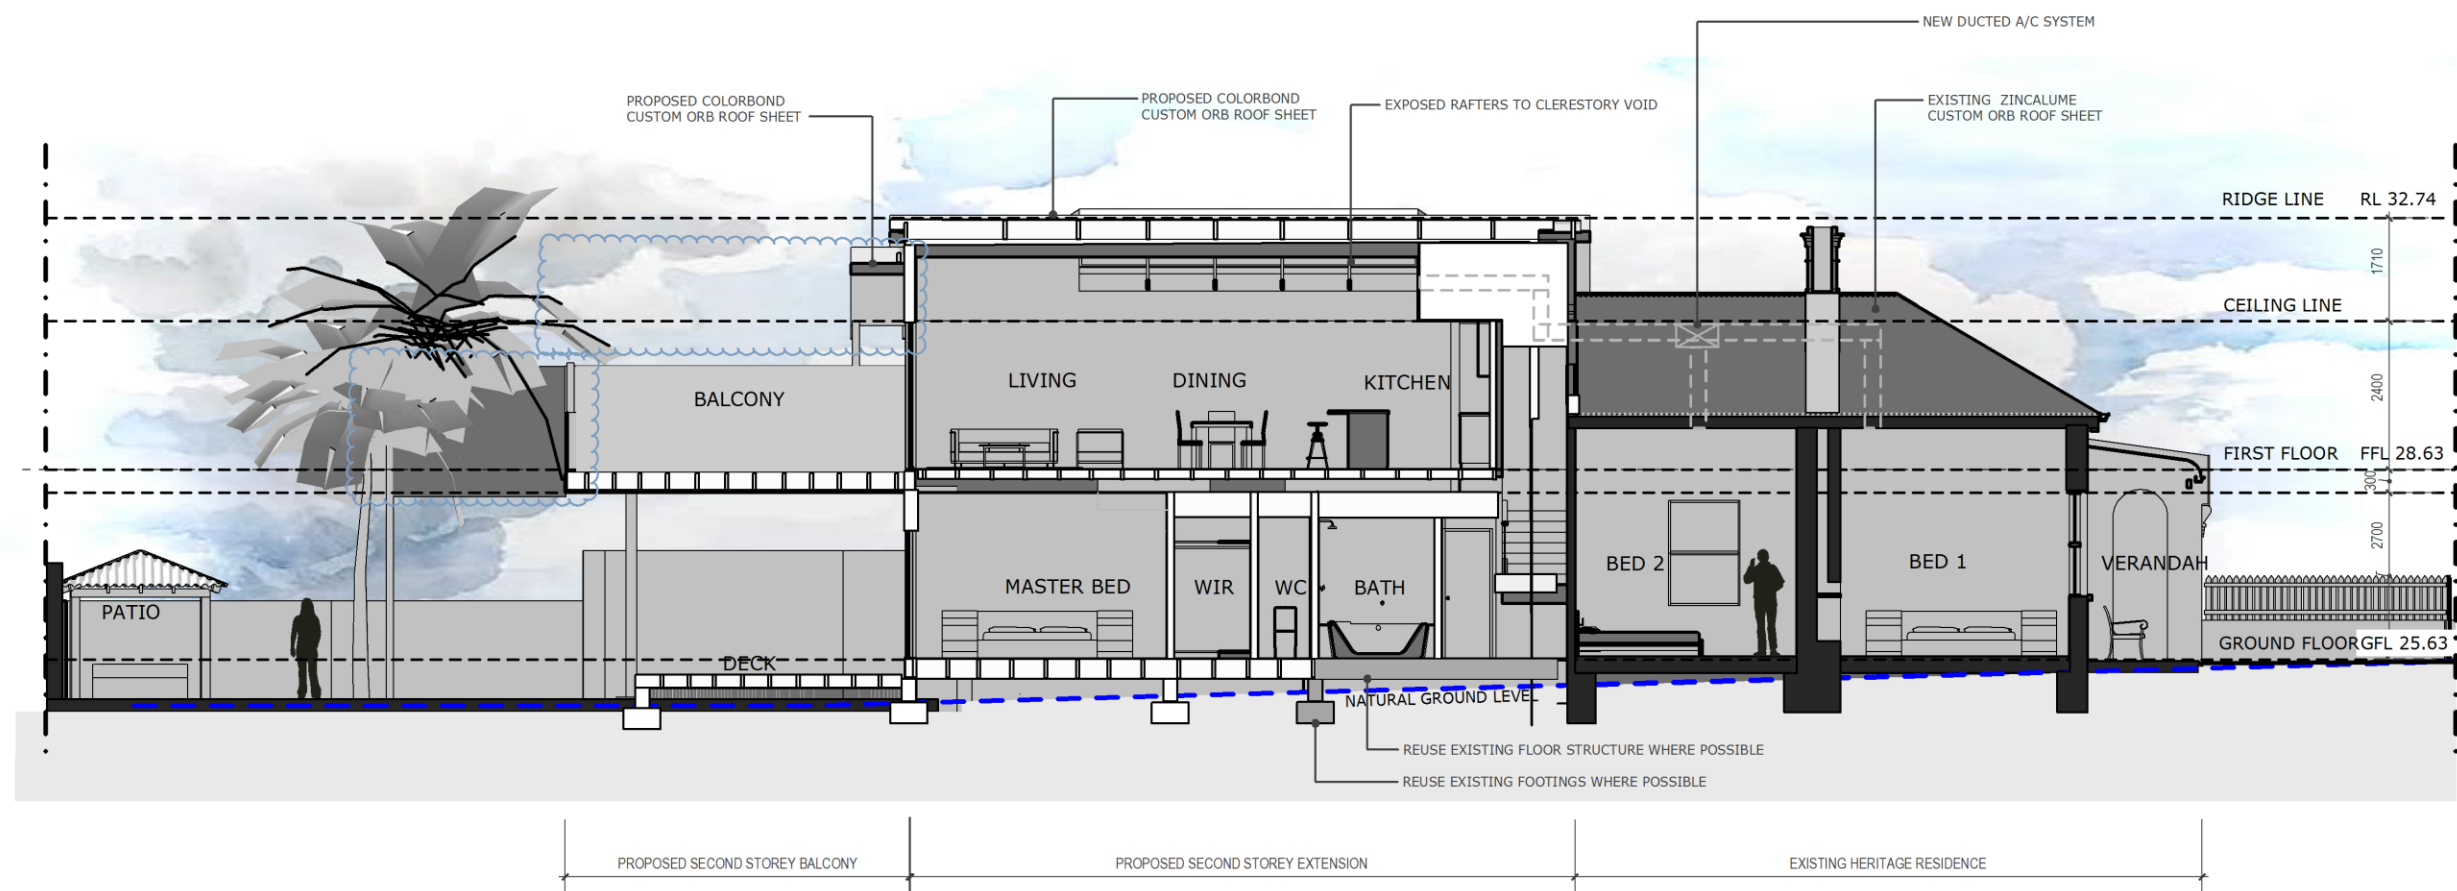 NEW DUCTED A/C SYSTEM
PROPOSED COLORBOND
CUSTOM ORB ROOF SHEET
PROPOSED COLORBOND
CUSTOM ORB ROOF SHEET
EXPOSED RAFTERS TO CLERESTORY VOID
EXISTING ZINCALUME
CUSTOM ORB ROOF SHEET
RIDGE LINE RL 32.74
1710
CEILING LINE
2400
LIVING
DINING
KITCHEN
BALCONY
FIRST FLOOR FFL 28.63
300
2700
BED 2
BED 1
VERANDAH
MASTER BED
WIR
WC
BATH
PATIO
DECK
GROUND FLOOR GFL 25.63
NATURAL GROUND LEVEL
REUSE EXISTING FLOOR STRUCTURE WHERE POSSIBLE
REUSE EXISTING FOOTINGS WHERE POSSIBLE
PROPOSED SECOND STOREY BALCONY
PROPOSED SECOND STOREY EXTENSION
EXISTING HERITAGE RESIDENCE